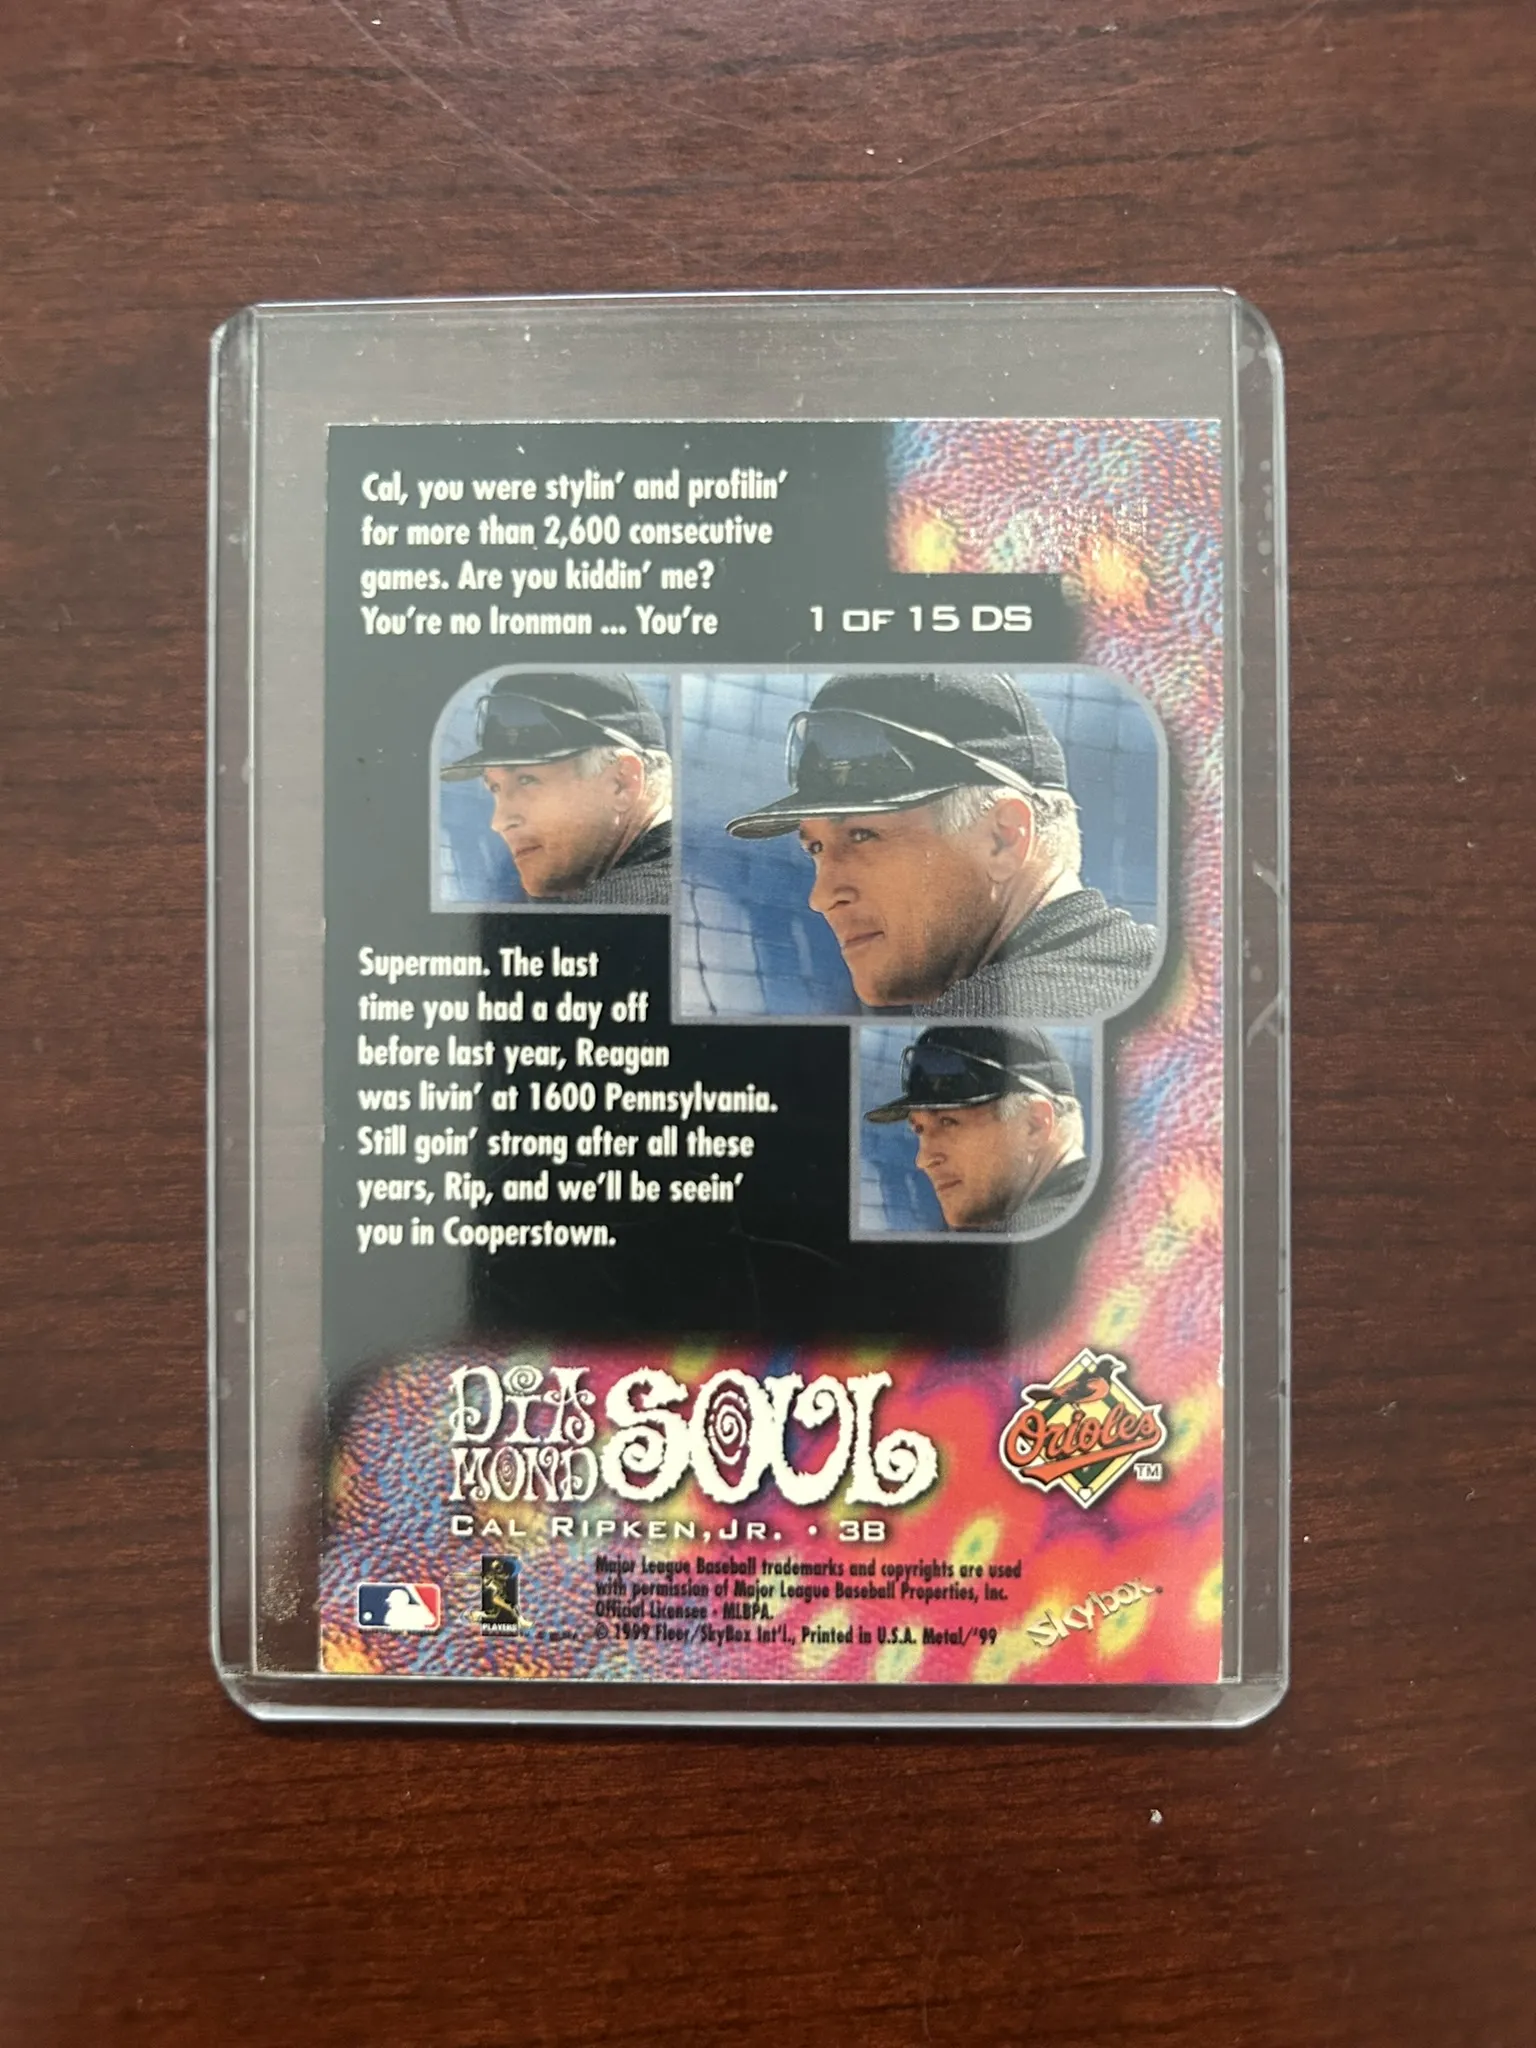 Cal, you were stylin' and profilin'
for more than 2,600 consecutive
games. Are you kiddin' me?
You're no Ironman ... You're
1 OF 15 DS
Superman. The last
time you had a day off
before last year, Reagan
was livin' at 1600 Pennsylvania.
Still goin' strong after all these
years, Rip, and we'll be seein'
you in Cooperstown.
DIAMOND SOUL
Orioles TM
CAL RIPKEN, JR. • 3B
Major League Baseball trademarks and copyrights are used
with permission of Major League Baseball Properties, Inc.
Official Licensee - MLBPA.
© 1999 Fleer/SkyBox Int'l., Printed in U.S.A. Metal/'99
PLAYERS
skybox